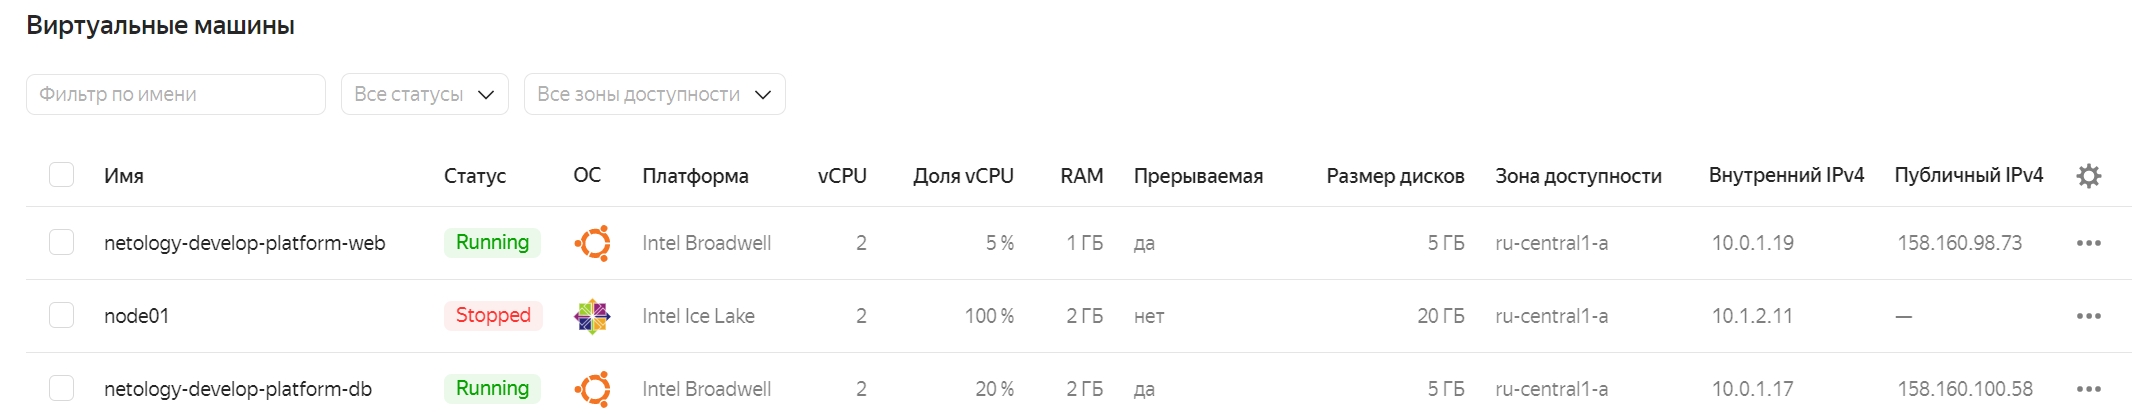 Виртуальные машины
Фильтр по имени Все статусы Все зоны доступности
Имя Статус ОС Платформа vCPU Доля vCPU RAM Прерываемая Размер дисков Зона доступности Внутренний IPv4 Публичный IPv4
netology-develop-platform-web Running Intel Broadwell 2 5 % 1 ГБ да 5 ГБ ru-central1-a 10.0.1.19 158.160.98.73
node01 Stopped Intel Ice Lake 2 100 % 2 ГБ нет 20 ГБ ru-central1-a 10.1.2.11 —
netology-develop-platform-db Running Intel Broadwell 2 20 % 2 ГБ да 5 ГБ ru-central1-a 10.0.1.17 158.160.100.58